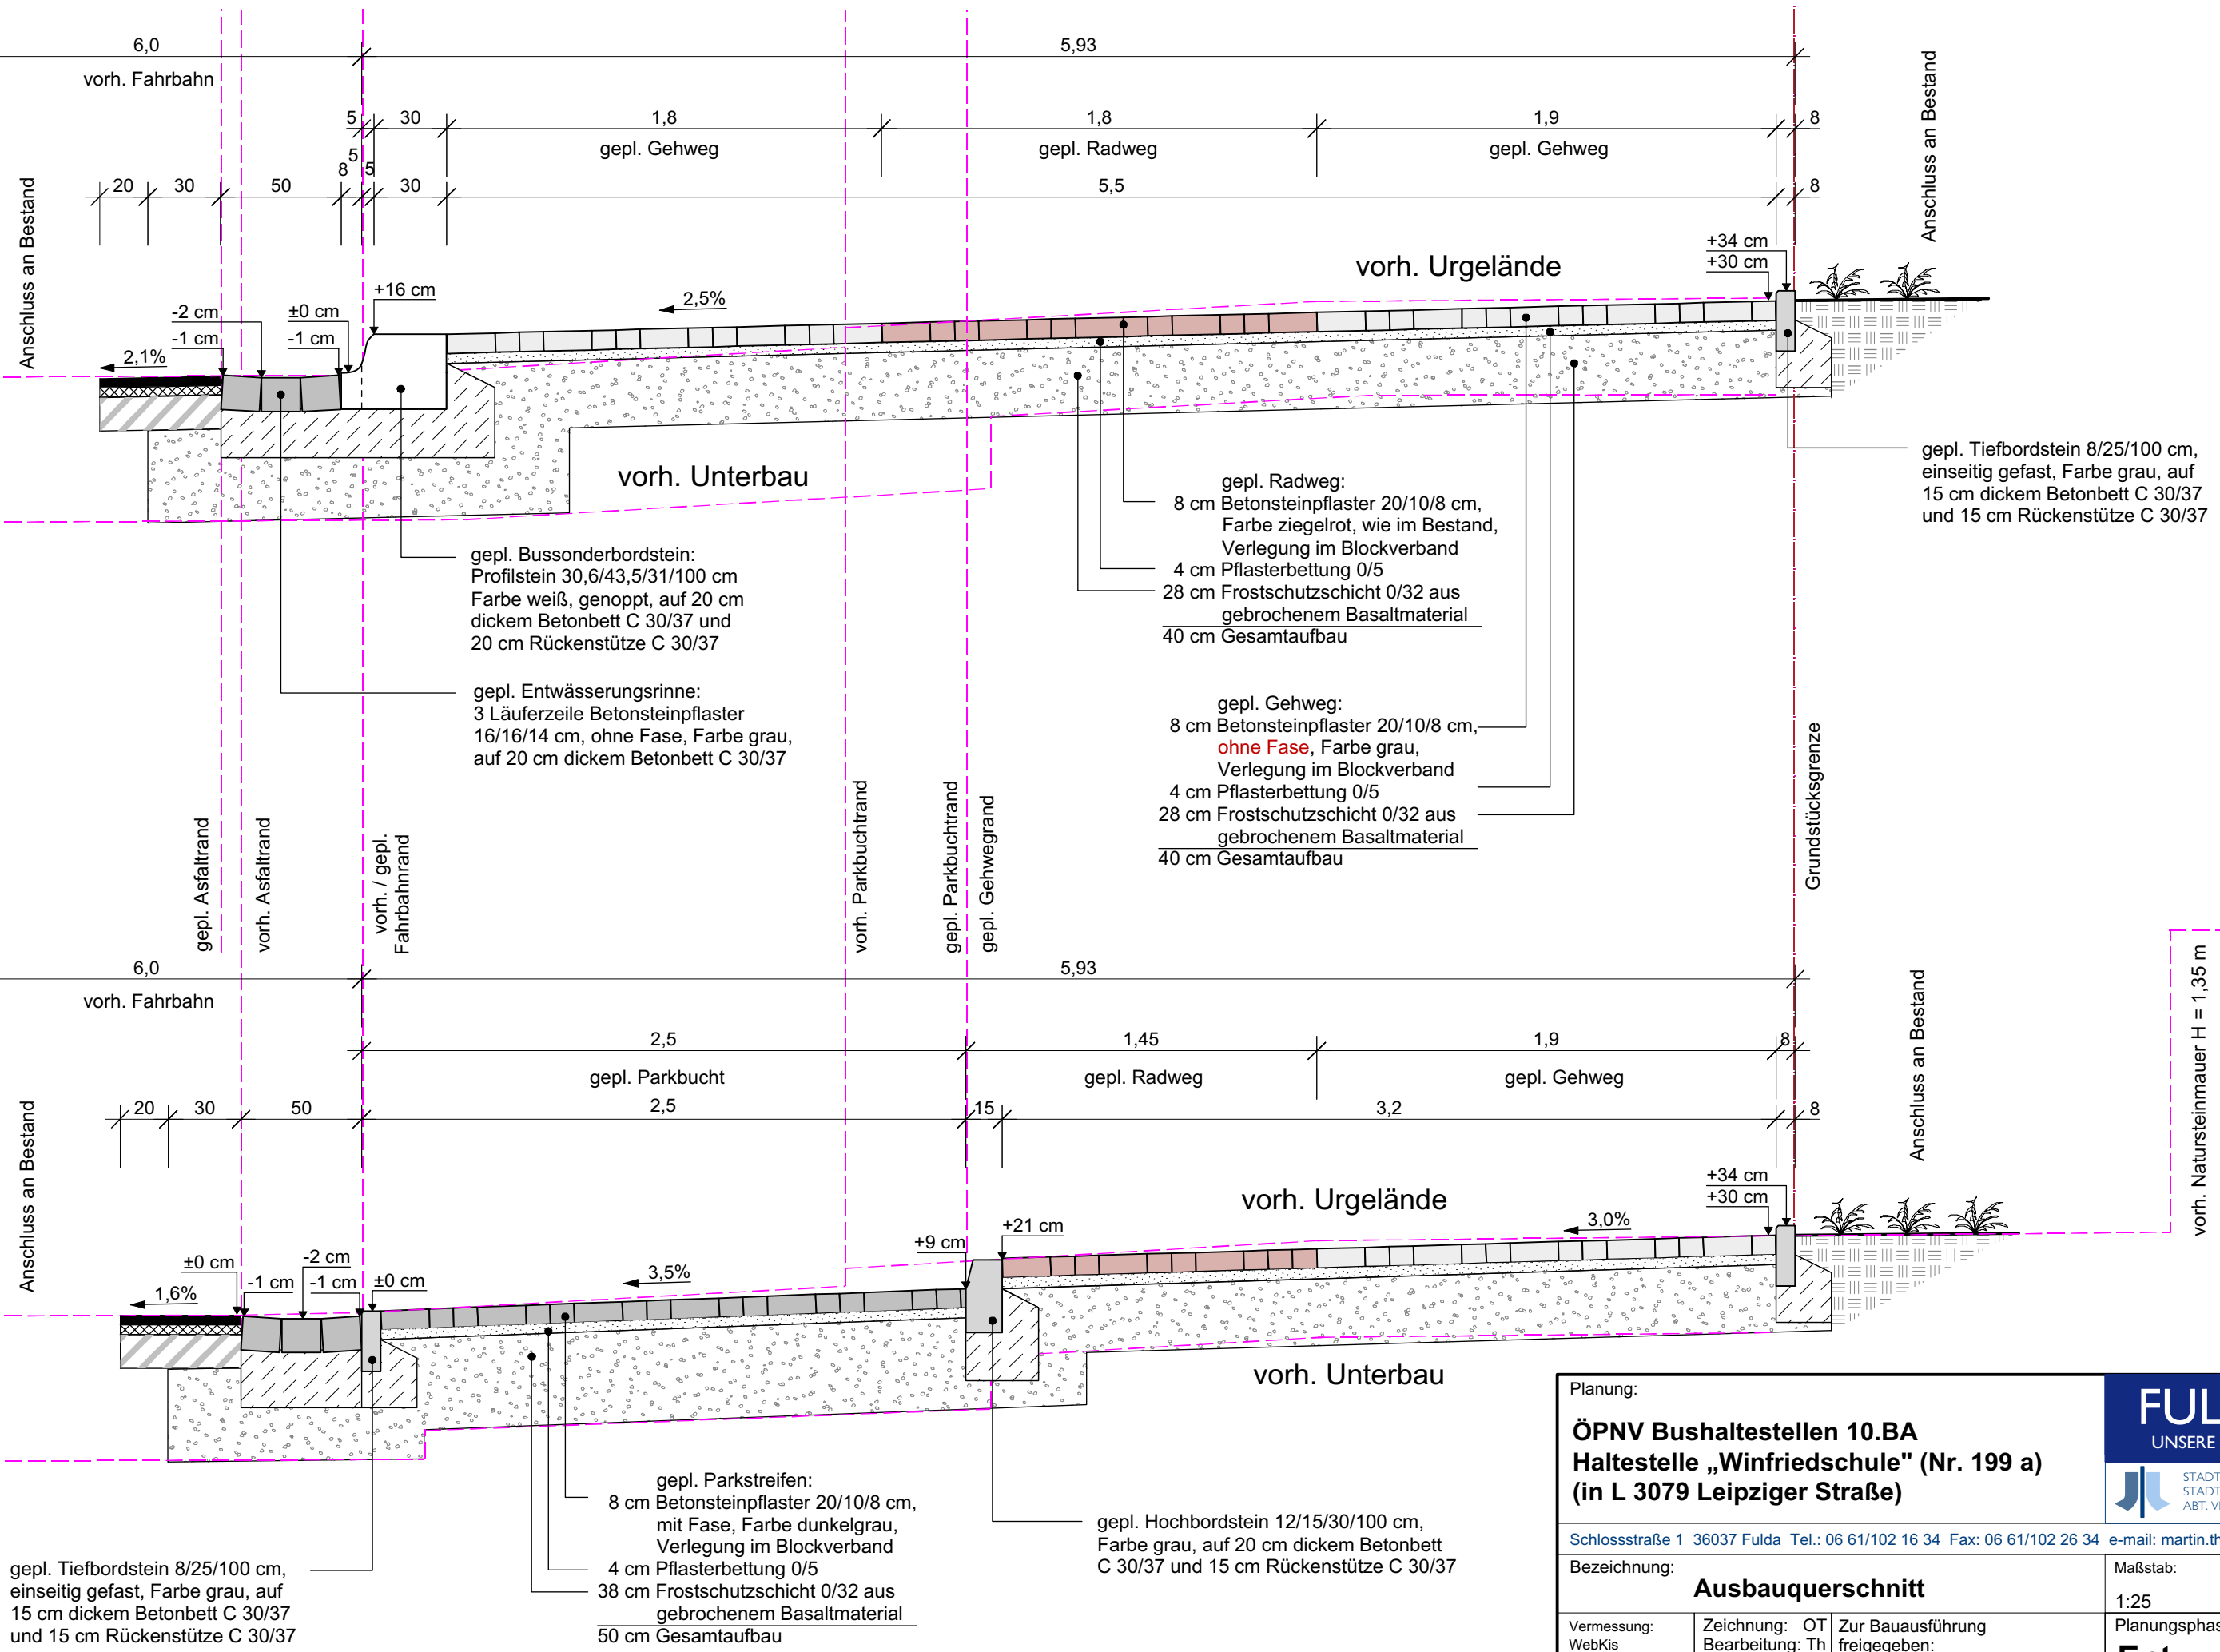 6,0
5,93
vorh. Fahrbahn
5
30
1,8
1,8
1,9
8
gepl. Gehweg
gepl. Radweg
gepl. Gehweg
5
8
5
20
30
50
30
5,5
8
Anschluss an Bestand
Anschluss an Bestand
+34 cm
+30 cm
vorh. Urgelände
+16 cm
2,5%
-2 cm
±0 cm
-1 cm
-1 cm
2,1%
vorh. Unterbau
gepl. Tiefbordstein 8/25/100 cm,
einseitig gefast, Farbe grau, auf
15 cm dickem Betonbett C 30/37
und 15 cm Rückenstütze C 30/37
gepl. Radweg:
8 cm Betonsteinpflaster 20/10/8 cm,
Farbe ziegelrot, wie im Bestand,
Verlegung im Blockverband
4 cm Pflasterbettung 0/5
28 cm Frostschutzschicht 0/32 aus
gebrochenem Basaltmaterial
40 cm Gesamtaufbau
gepl. Bussonderbordstein:
Profilstein 30,6/43,5/31/100 cm
Farbe weiß, genoppt, auf 20 cm
dickem Betonbett C 30/37 und
20 cm Rückenstütze C 30/37
gepl. Entwässerungsrinne:
3 Läuferzeile Betonsteinpflaster
16/16/14 cm, ohne Fase, Farbe grau,
auf 20 cm dickem Betonbett C 30/37
gepl. Gehweg:
8 cm Betonsteinpflaster 20/10/8 cm,
ohne Fase, Farbe grau,
Verlegung im Blockverband
4 cm Pflasterbettung 0/5
28 cm Frostschutzschicht 0/32 aus
gebrochenem Basaltmaterial
40 cm Gesamtaufbau
gepl. Asfaltrand
vorh. Asfaltrand
vorh. / gepl.
Fahrbahnrand
vorh. Parkbuchtrand
gepl. Parkbuchtrand
gepl. Gehwegrand
Grundstücksgrenze
6,0
5,93
vorh. Fahrbahn
2,5
1,45
1,9
8
gepl. Parkbucht
gepl. Radweg
gepl. Gehweg
20
30
50
2,5
15
3,2
8
Anschluss an Bestand
Anschluss an Bestand
vorh. Natursteinmauer H = 1,35 m
+34 cm
+30 cm
vorh. Urgelände
3,0%
+21 cm
+9 cm
3,5%
±0 cm
-2 cm
-1 cm
-1 cm
±0 cm
1,6%
vorh. Unterbau
gepl. Parkstreifen:
8 cm Betonsteinpflaster 20/10/8 cm,
mit Fase, Farbe dunkelgrau,
Verlegung im Blockverband
4 cm Pflasterbettung 0/5
38 cm Frostschutzschicht 0/32 aus
gebrochenem Basaltmaterial
50 cm Gesamtaufbau
gepl. Tiefbordstein 8/25/100 cm,
einseitig gefast, Farbe grau, auf
15 cm dickem Betonbett C 30/37
und 15 cm Rückenstütze C 30/37
gepl. Hochbordstein 12/15/30/100 cm,
Farbe grau, auf 20 cm dickem Betonbett
C 30/37 und 15 cm Rückenstütze C 30/37
Planung:
ÖPNV Bushaltestellen 10.BA
Haltestelle „Winfriedschule" (Nr. 199 a)
(in L 3079 Leipziger Straße)
FUL
UNSERE
STADT
STADT
ABT. V
Schlossstraße 1 36037 Fulda Tel.: 06 61/102 16 34 Fax: 06 61/102 26 34 e-mail: martin.th
Bezeichnung:
Ausbauquerschnitt
Maßstab:
1:25
Vermessung:
WebKis
Zeichnung: OT
Bearbeitung: Th
Zur Bauausführung
freigegeben:
Planungsphas